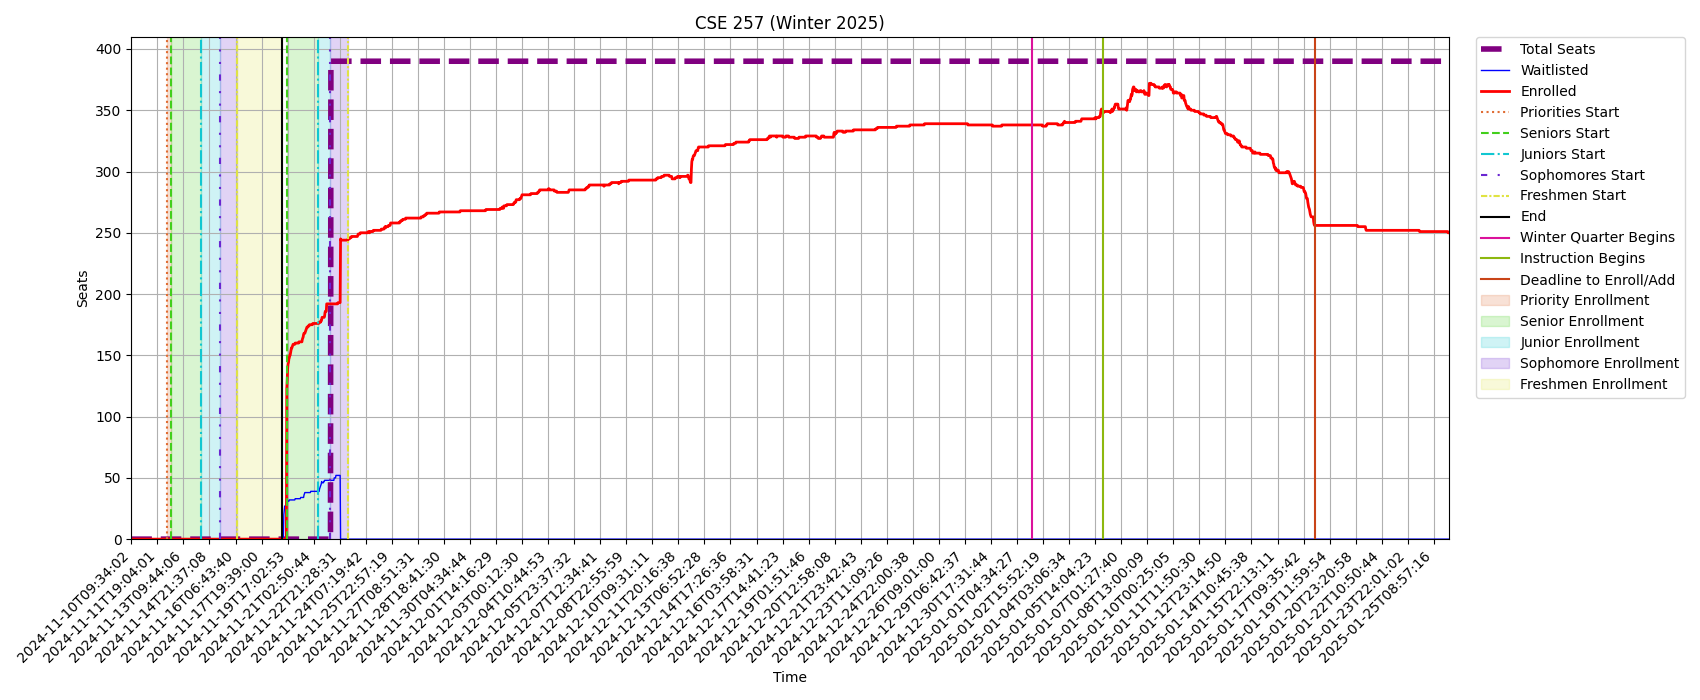 CSE 257 (Winter 2025)
400
350
300
250
200
150
100
50
0
Seats
2024-11-10T09:34:02
2024-11-11T19:04:01
2024-11-13T09:44:06
2024-11-14T21:37:08
2024-11-16T06:43:40
2024-11-17T19:39:00
2024-11-19T17:02:53
2024-11-21T02:50:44
2024-11-22T21:28:31
2024-11-24T07:19:42
2024-11-25T22:57:19
2024-11-27T08:51:31
2024-11-28T18:41:30
2024-11-30T04:34:44
2024-12-01T14:16:29
2024-12-03T00:12:30
2024-12-04T10:44:53
2024-12-05T23:37:32
2024-12-07T12:34:41
2024-12-08T22:55:59
2024-12-10T09:31:11
2024-12-11T20:16:38
2024-12-13T06:52:28
2024-12-14T17:26:36
2024-12-16T03:58:31
2024-12-17T14:41:23
2024-12-19T01:51:46
2024-12-20T12:58:08
2024-12-21T23:42:43
2024-12-23T11:09:26
2024-12-24T22:00:38
2024-12-26T09:01:00
2024-12-29T06:42:37
2024-12-30T17:31:44
2025-01-01T04:34:27
2025-01-02T15:52:19
2025-01-04T03:06:34
2025-01-05T14:04:23
2025-01-07T01:27:40
2025-01-08T13:00:09
2025-01-10T00:25:05
2025-01-11T11:50:30
2025-01-12T23:14:50
2025-01-14T10:45:38
2025-01-15T22:13:11
2025-01-17T09:35:42
2025-01-19T11:59:54
2025-01-20T23:20:58
2025-01-22T10:50:44
2025-01-23T22:01:02
2025-01-25T08:57:16
Time
Total Seats
Waitlisted
Enrolled
Priorities Start
Seniors Start
Juniors Start
Sophomores Start
Freshmen Start
End
Winter Quarter Begins
Instruction Begins
Deadline to Enroll/Add
Priority Enrollment
Senior Enrollment
Junior Enrollment
Sophomore Enrollment
Freshmen Enrollment